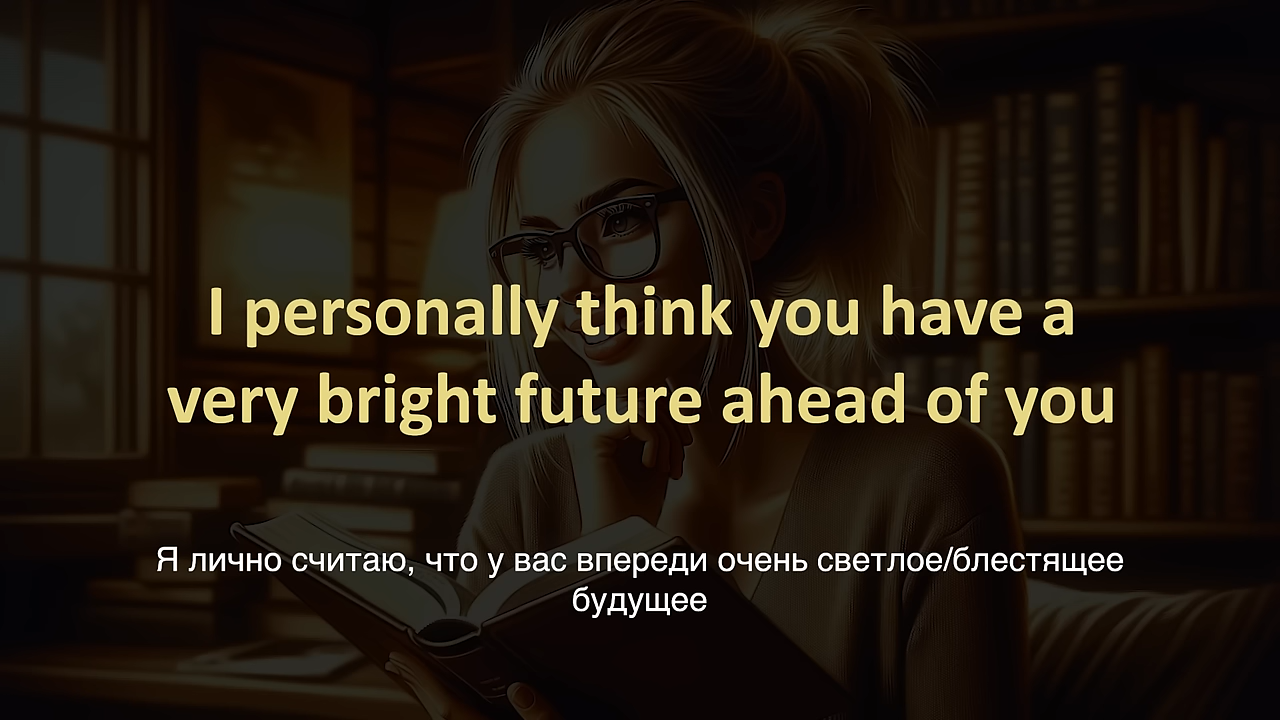 I personally think you have a
very bright future ahead of you
Я лично считаю, что у вас впереди очень светлое/блестящее
будущее